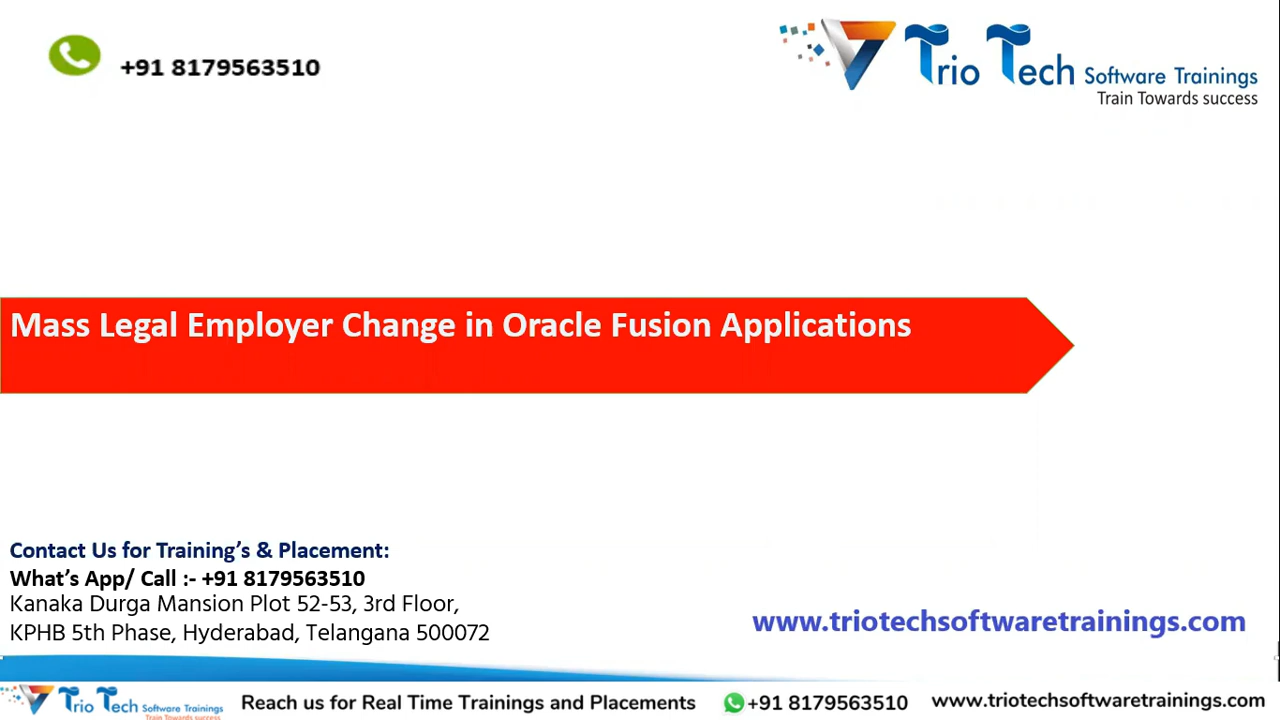 +91 8179563510
Trio Tech Software Trainings
Train Towards success
Mass Legal Employer Change in Oracle Fusion Applications
Contact Us for Training’s & Placement:
What’s App/ Call :- +91 8179563510
Kanaka Durga Mansion Plot 52-53, 3rd Floor,
KPHB 5th Phase, Hyderabad, Telangana 500072
www.triotechsoftwaretrainings.com
Trio Tech Software Trainings
Train Towards success
Reach us for Real Time Trainings and Placements
+91 8179563510
www.triotechsoftwaretrainings.com